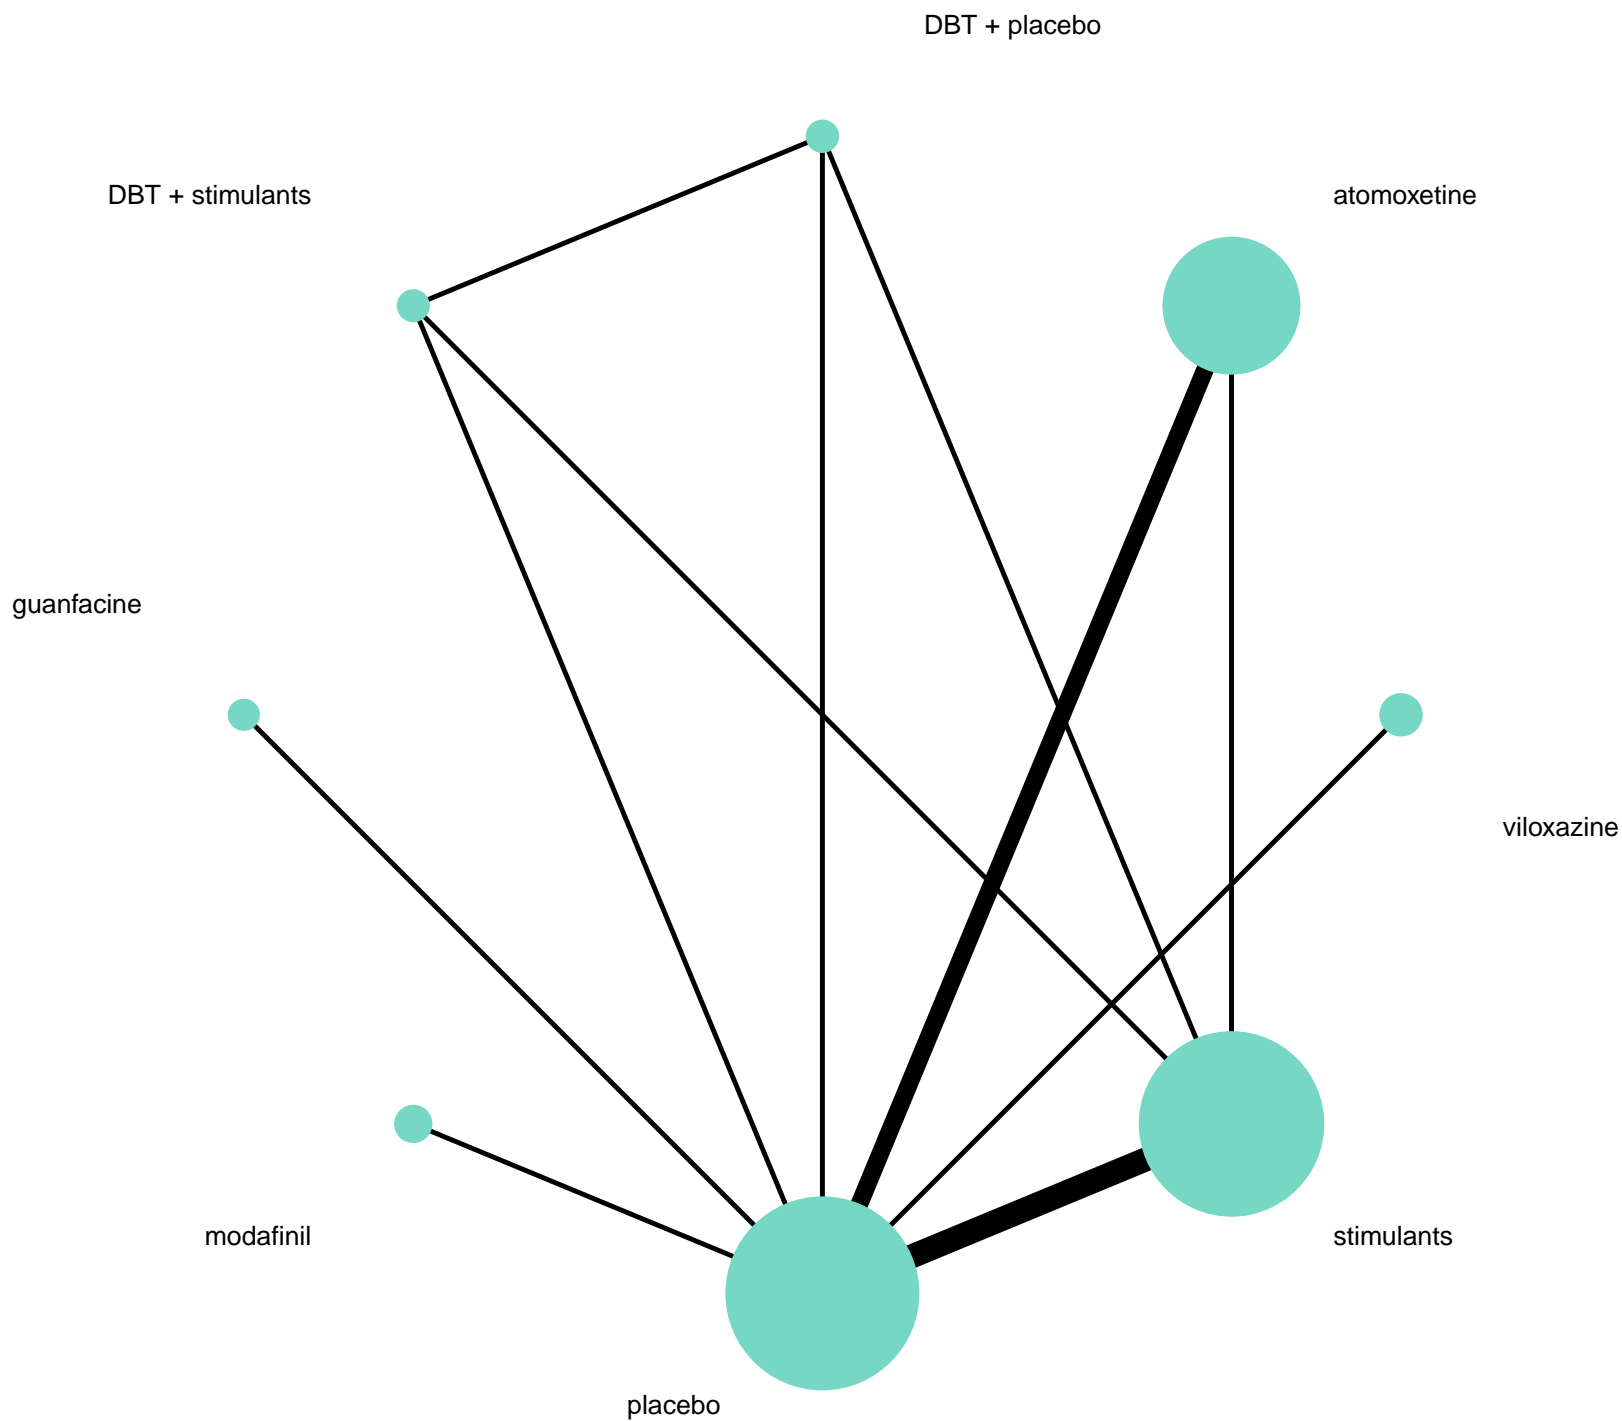 DBT + placebo
DBT + stimulants
atomoxetine
guanfacine
viloxazine
modafinil
stimulants
placebo